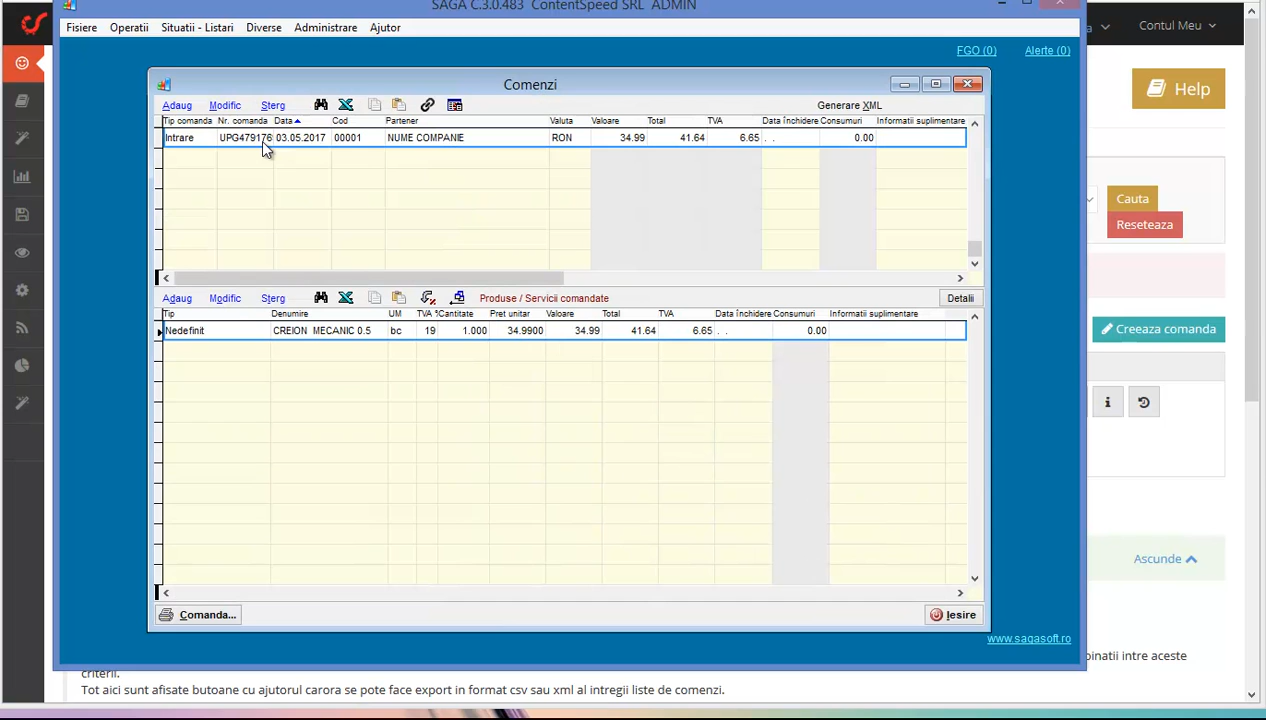 SAGA C.3.0.483 ContentSpeed SRL ADMIN
Contul Meu
Fisiere Operatii Situatii - Listari Diverse Administrare Ajutor
FGO (0) Alerte (0)
Help
Comenzi
Adaug Modific Sterg Generare XML
Tip comanda Nr. comanda Data Cod Partener Valuta Valoare Total TVA Data închidere Consumuri Informatii suplimentare
Intrare UPG479176 03.05.2017 00001 NUME COMPANIE RON 34.99 41.64 6.65 . . 0.00
Cauta
Reseteaza
Adaug Modific Sterg Produse / Servicii comandate Detalii
Tip Denumire UM TVA % Cantitate Pret unitar Valoare Total TVA Data închidere Consumuri Informatii suplimentare
Nedefinit CREION MECANIC 0.5 bc 19 1.000 34.9900 34.99 41.64 6.65 . . 0.00
Creeaza comanda
Ascunde
Comanda... Iesire
www.sagasoft.ro
intre aceste
criterii.
Tot aici sunt afisate butoane cu ajutorul carora se pote face export in format csv sau xml al intregii liste de comenzi.